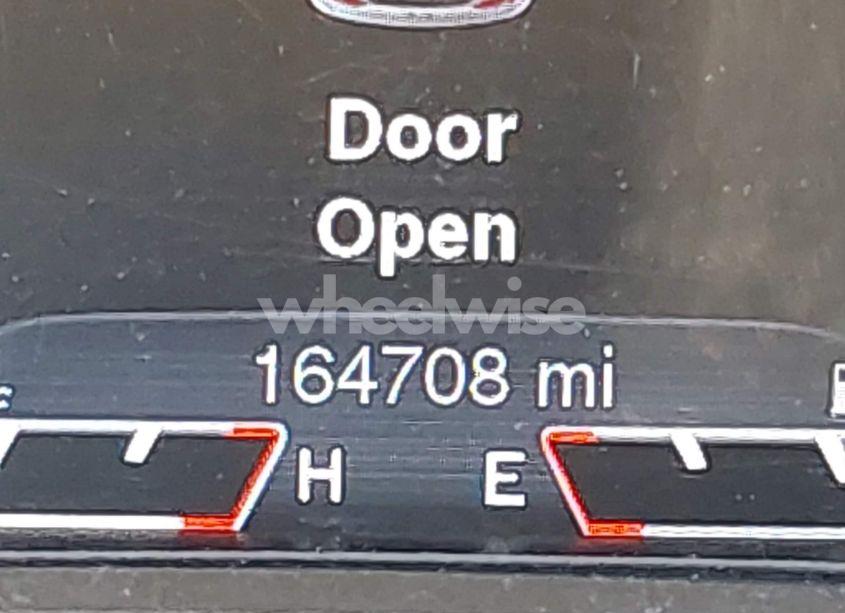 Door
Open
wheelwise
164708 mi
H E